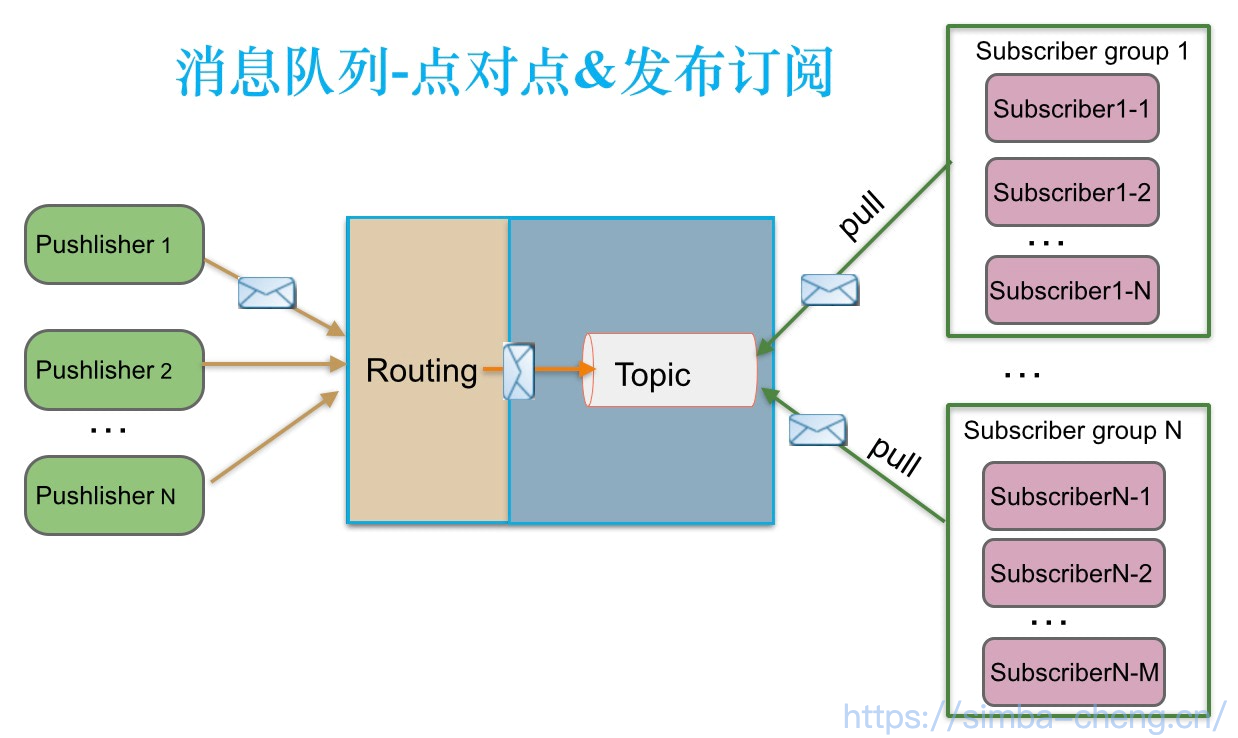 消息队列-点对点&发布订阅
Pushlisher 1
Pushlisher 2
...
Pushlisher N
Routing
Topic
pull
pull
Subscriber group 1
Subscriber1-1
Subscriber1-2
...
Subscriber1-N
...
Subscriber group N
SubscriberN-1
SubscriberN-2
...
SubscriberN-M
https://simba-cheng.cn/